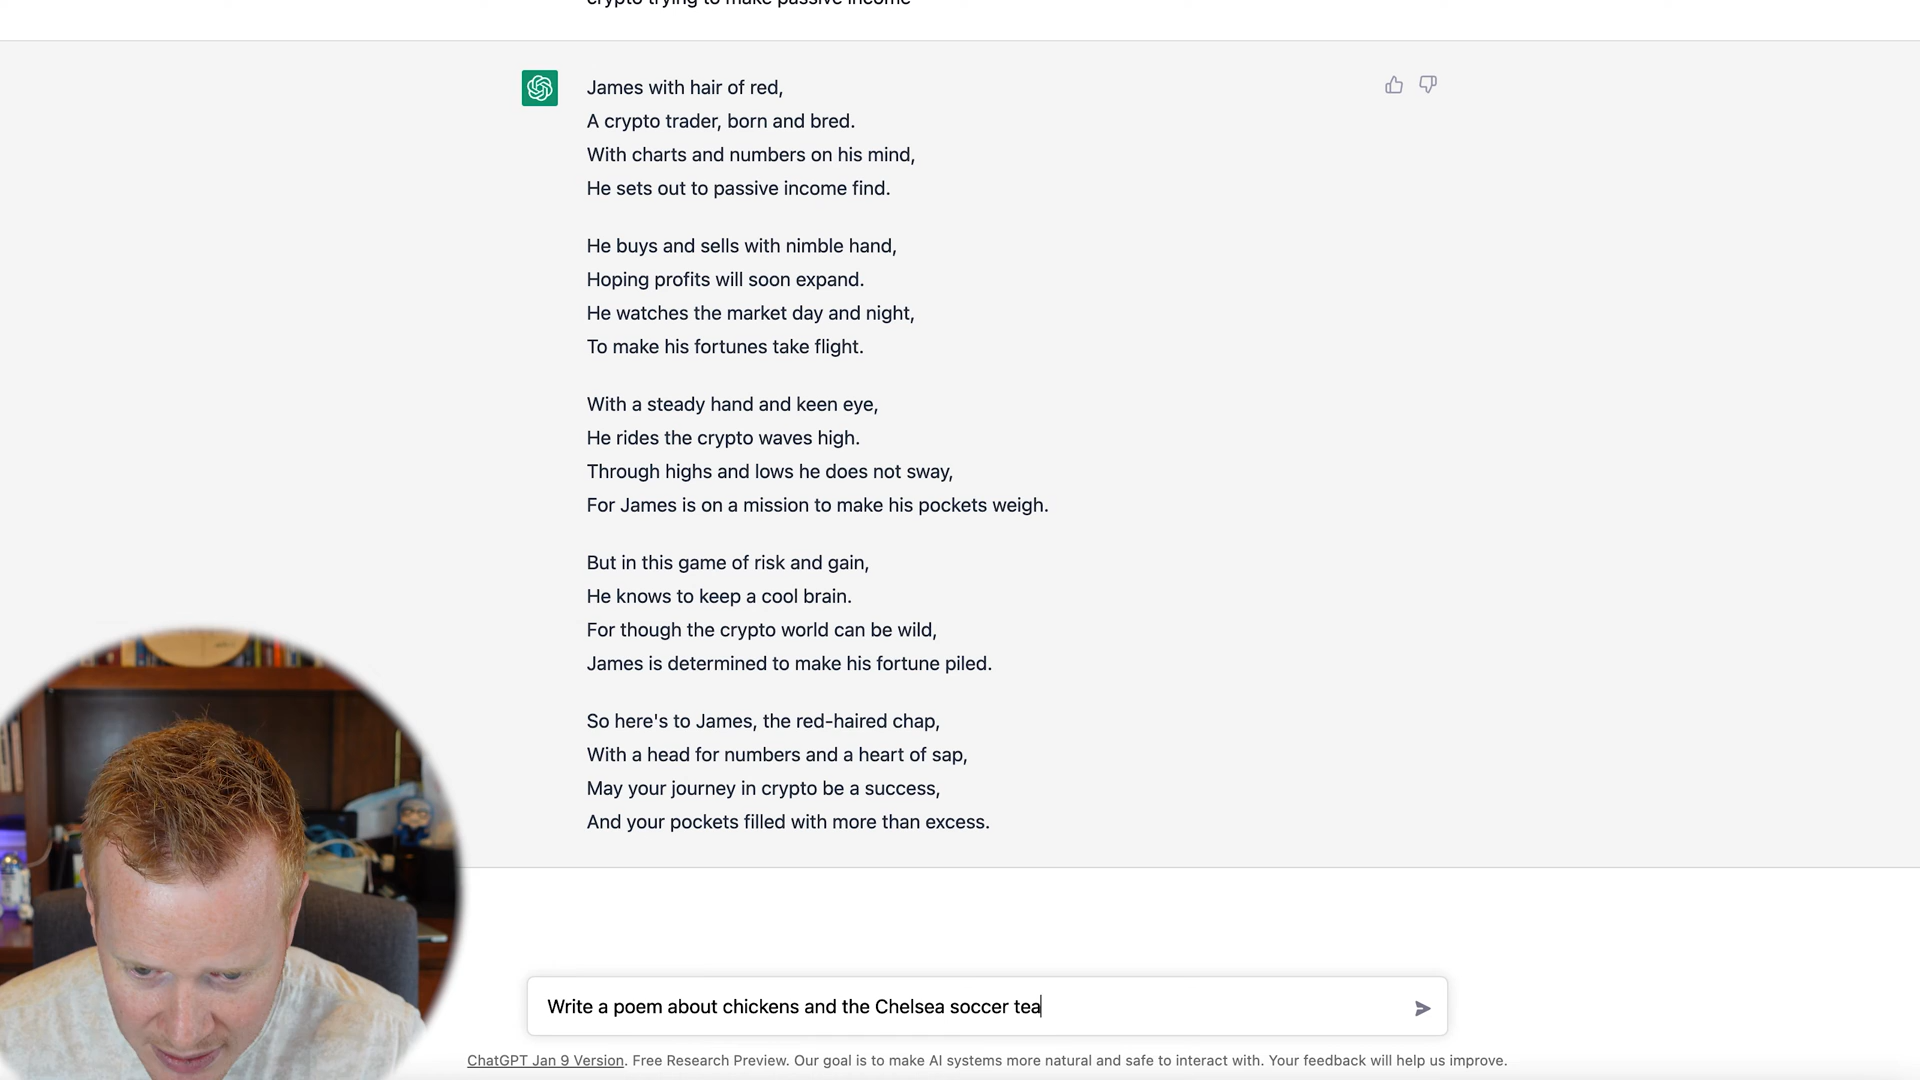 crypto trying to make passive income
James with hair of red,
A crypto trader, born and bred.
With charts and numbers on his mind,
He sets out to passive income find.
He buys and sells with nimble hand,
Hoping profits will soon expand.
He watches the market day and night,
To make his fortunes take flight.
With a steady hand and keen eye,
He rides the crypto waves high.
Through highs and lows he does not sway,
For James is on a mission to make his pockets weigh.
But in this game of risk and gain,
He knows to keep a cool brain.
For though the crypto world can be wild,
James is determined to make his fortune piled.
So here's to James, the red-haired chap,
With a head for numbers and a heart of sap,
May your journey in crypto be a success,
And your pockets filled with more than excess.
Write a poem about chickens and the Chelsea soccer tea
ChatGPT Jan 9 Version. Free Research Preview. Our goal is to make AI systems more natural and safe to interact with. Your feedback will help us improve.